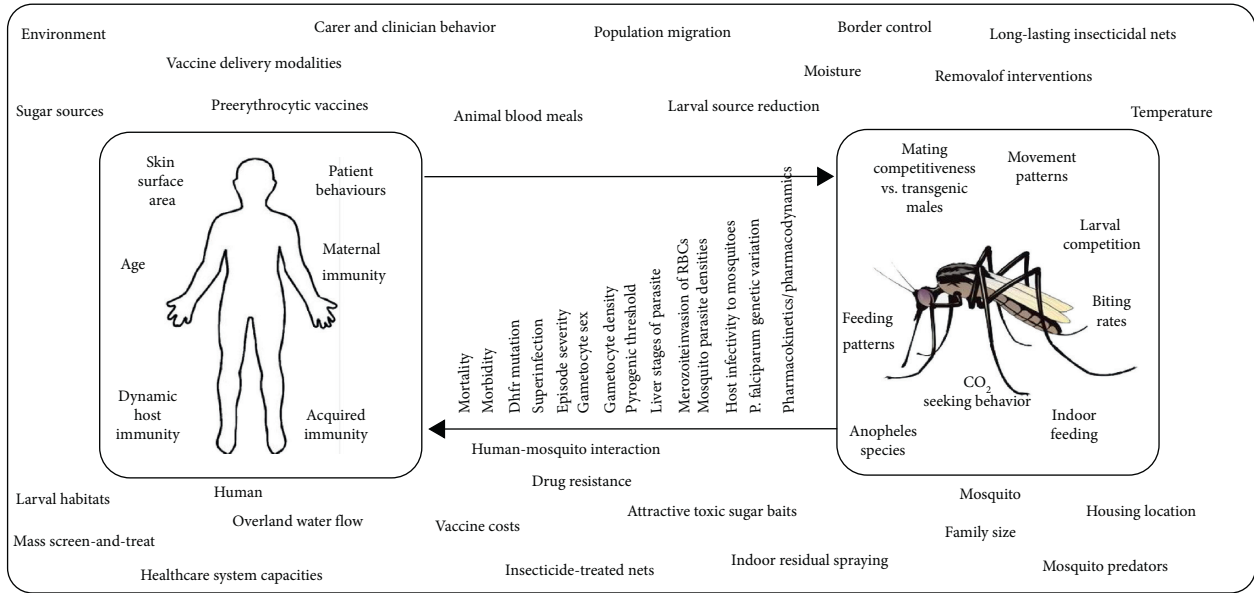 Environment
Carer and clinician behavior
Population migration
Border control
Long-lasting insecticidal nets
Vaccine delivery modalities
Moisture
Removalof interventions
Sugar sources
Preerythrocytic vaccines
Animal blood meals
Larval source reduction
Temperature
Skin
surface
area
Patient
behaviours
Age
Maternal
immunity
Dynamic
host
immunity
Acquired
immunity
Human
Mortality
Morbidity
Dhfr mutation
Superinfection
Episode severity
Gametocyte sex
Gametocyte density
Pyrogenic threshold
Liver stages of parasite
Merozoiteinvasion of RBCs
Mosquito parasite densities
Host infectivity to mosquitoes
P. falciparum genetic variation
Pharmacokinetics/pharmacodynamics
Human-mosquito interaction
Mating
competitiveness
vs. transgenic
males
Movement
patterns
Larval
competition
Biting
rates
Feeding
patterns
CO2
seeking behavior
Indoor
feeding
Anopheles
species
Mosquito
Larval habitats
Drug resistance
Overland water flow
Vaccine costs
Attractive toxic sugar baits
Housing location
Family size
Mass screen-and-treat
Healthcare system capacities
Insecticide-treated nets
Indoor residual spraying
Mosquito predators